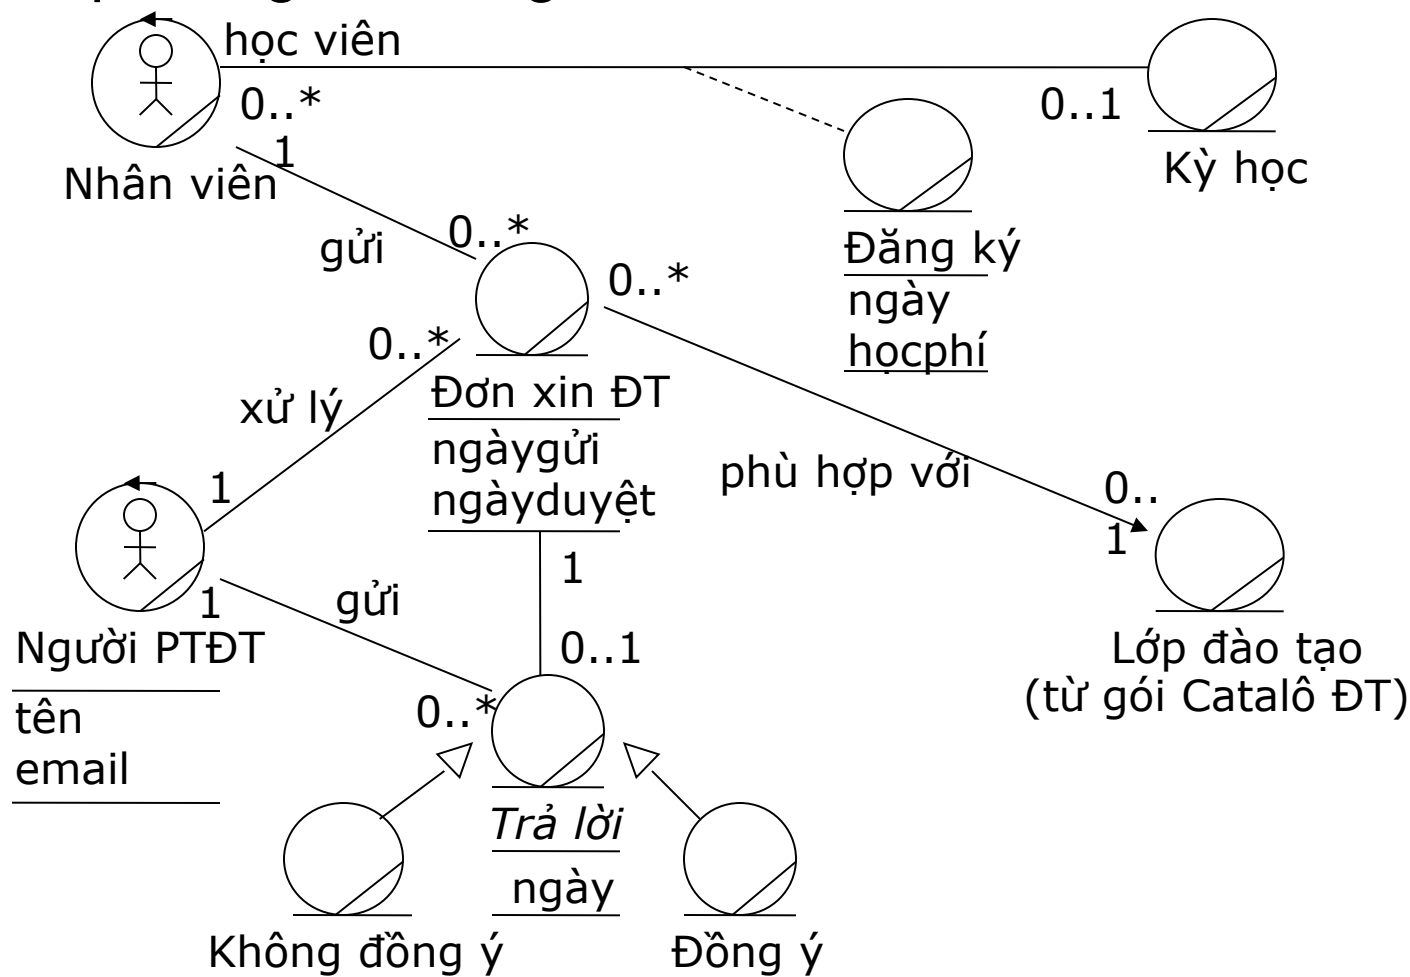 học viên
0..*
0..1
1
Nhân viên
Kỳ học
gửi
0..*
Đăng ký
ngày
họcphí
0..*
0..*
xử lý
Đơn xin ĐT
ngàygửi
ngàyduyệt
phù hợp với
1
0..
1
1
1
gửi
Người PTĐT
tên
email
0..1
0..*
Lớp đào tạo
(từ gói Catalô ĐT)
Trả lời
ngày
Không đồng ý
Đồng ý